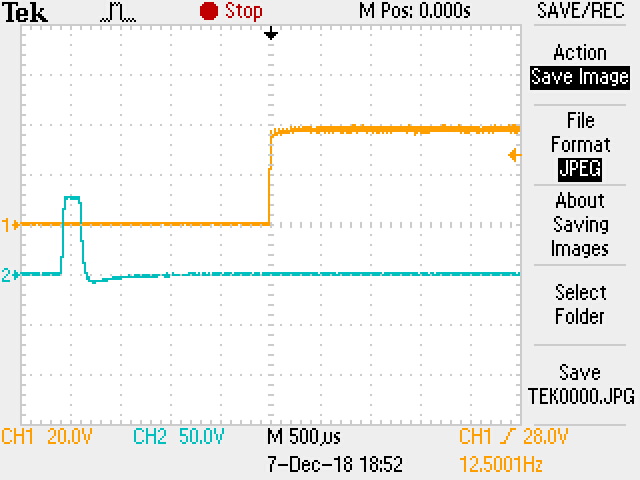 Tek Stop M Pos: 0.000s SAVE/REC
Action
Save Image
File
Format
JPEG
1
About
Saving
Images
2
Select
Folder
Save
TEK0000.JPG
CH1 20.0V CH2 50.0V M 500µs CH1 28.0V
7-Dec-18 18:52 12.5001Hz